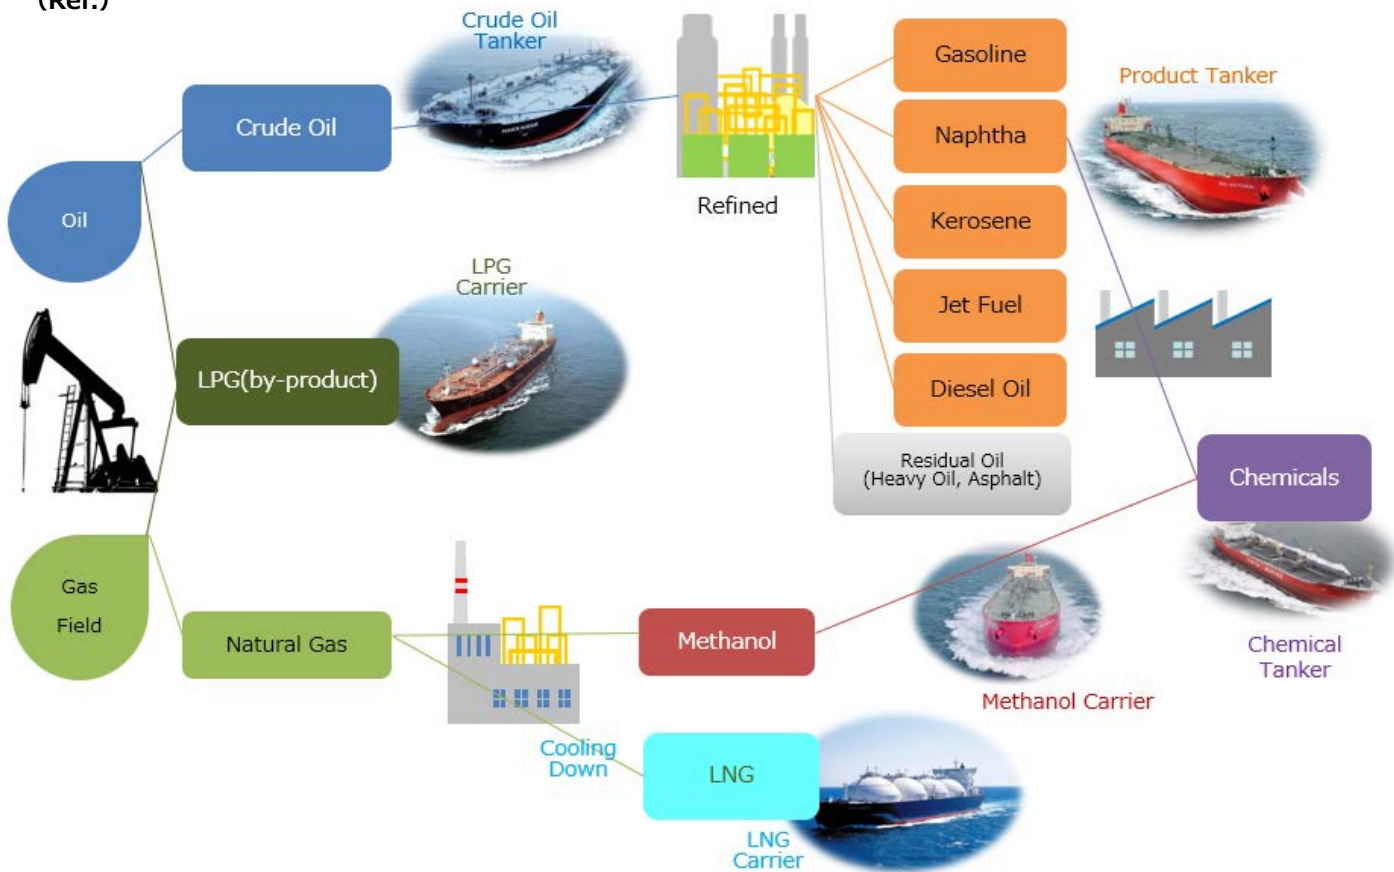 (Ref.)
Crude Oil
Tanker
Crude Oil
Oil
Refined
Gasoline
Naphtha
Kerosene
Jet Fuel
Diesel Oil
Residual Oil
(Heavy Oil, Asphalt)
Product Tanker
LPG
Carrier
LPG(by-product)
Chemicals
Chemical
Tanker
Gas
Field
Natural Gas
Methanol
Methanol Carrier
Cooling
Down
LNG
LNG
Carrier